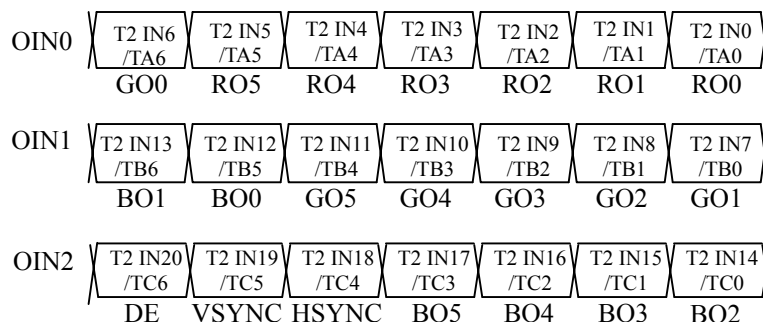 OIN0 T2 IN6 T2 IN5 T2 IN4 T2 IN3 T2 IN2 T2 IN1 T2 IN0
/TA6 /TA5 /TA4 /TA3 /TA2 /TA1 /TA0
GO0 RO5 RO4 RO3 RO2 RO1 RO0
OIN1 T2 IN13 T2 IN12 T2 IN11 T2 IN10 T2 IN9 T2 IN8 T2 IN7
/TB6 /TB5 /TB4 /TB3 /TB2 /TB1 /TB0
BO1 BO0 GO5 GO4 GO3 GO2 GO1
OIN2 T2 IN20 T2 IN19 T2 IN18 T2 IN17 T2 IN16 T2 IN15 T2 IN14
/TC6 /TC5 /TC4 /TC3 /TC2 /TC1 /TC0
DE VSYNC HSYNC BO5 BO4 BO3 BO2